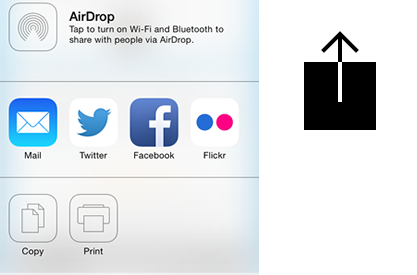 AirDrop
Tap to turn on Wi-Fi and Bluetooth to
share with people via AirDrop.
Mail
Twitter
Facebook
Flickr
Copy
Print